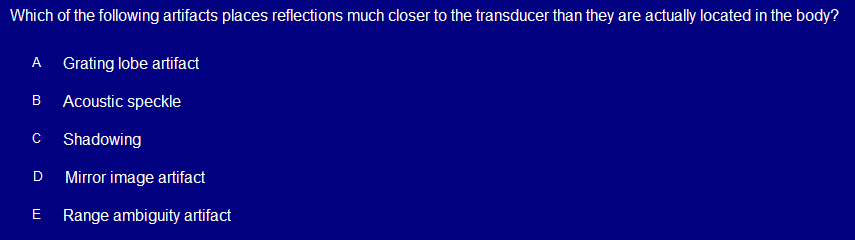 Which of the following artifacts places reflections much closer to the transducer than they are actually located in the body?
A Grating lobe artifact
B Acoustic speckle
C Shadowing
D Mirror image artifact
E Range ambiguity artifact